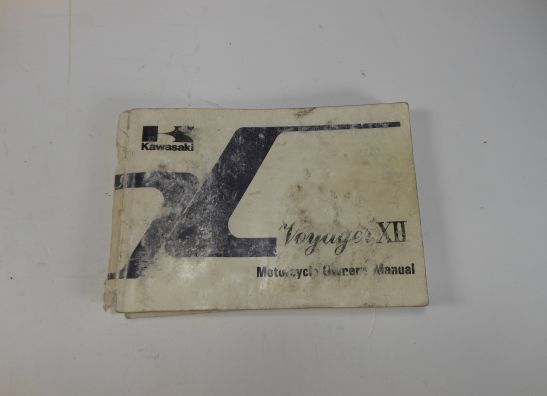 Kawasaki
Voyager XII
Motorcycle Owner's Manual